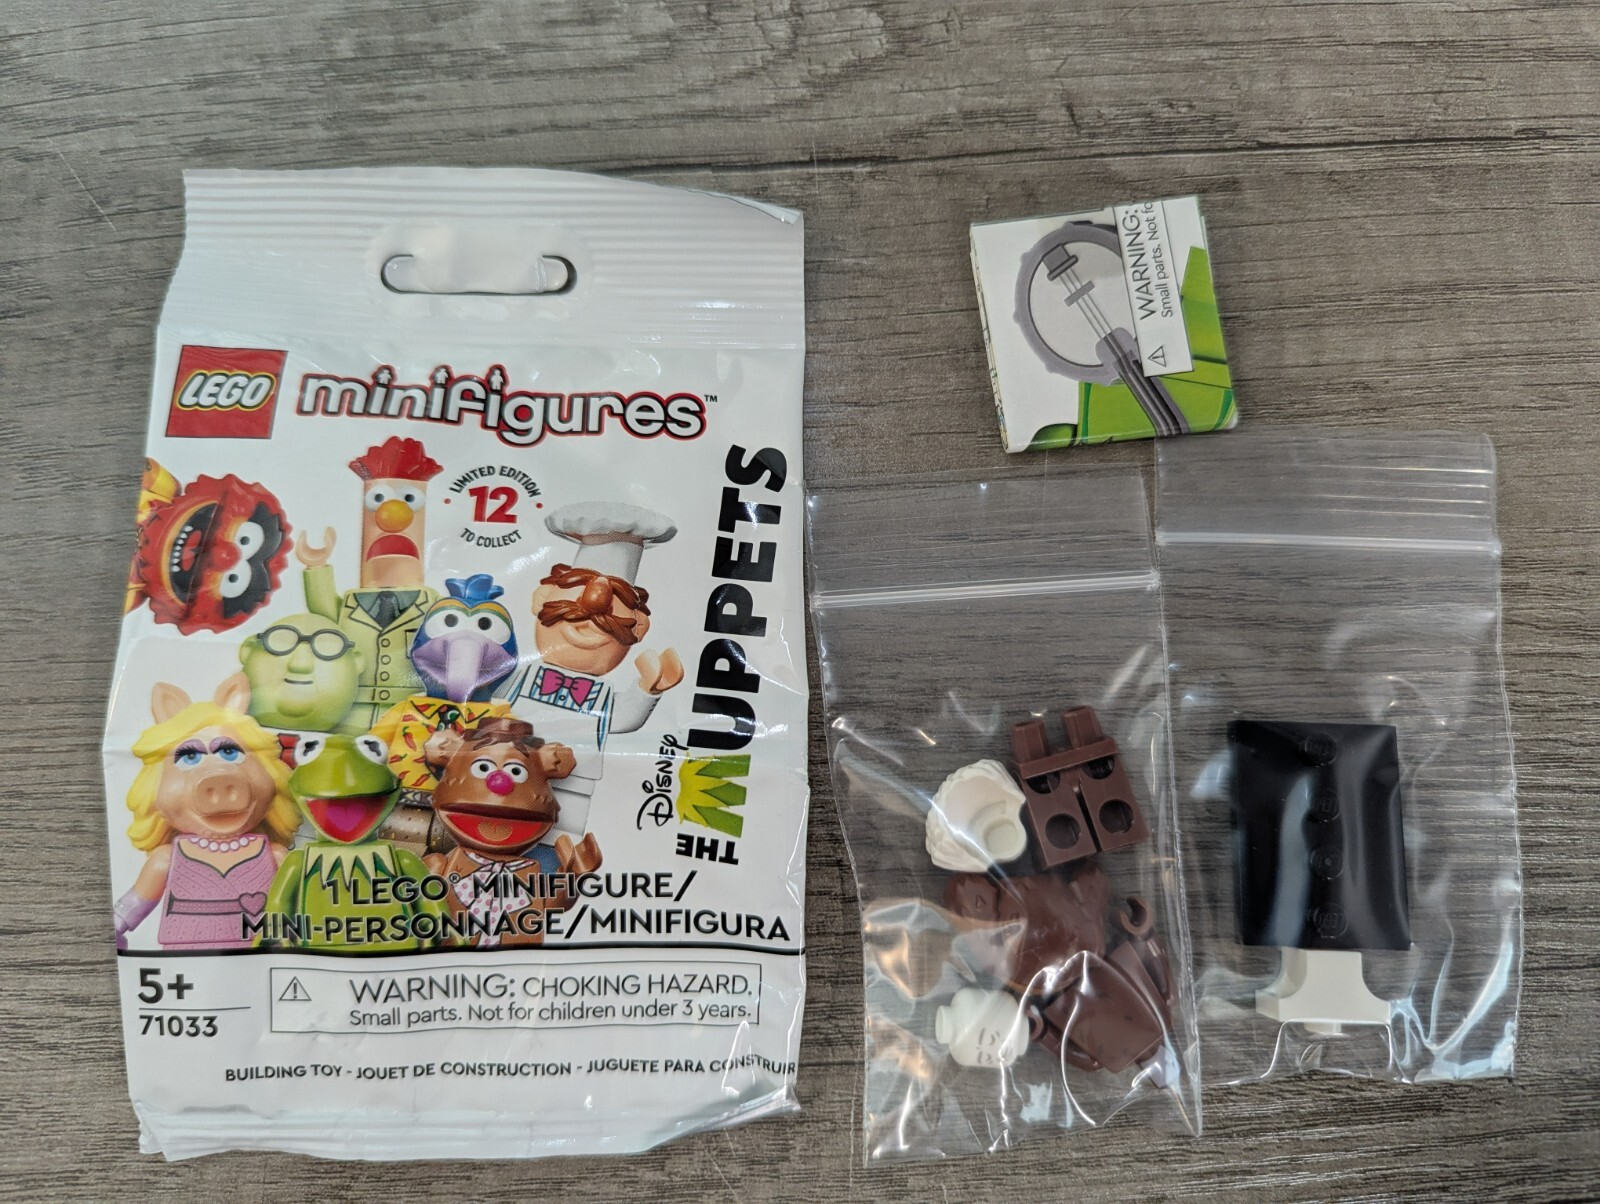 LEGO
minifigures™
LIMITED EDITION
12
TO COLLECT
DISNEY
THE MUPPETS
1 LEGO® MINIFIGURE/
MINI-PERSONNAGE/MINIFIGURA
5+
71033
⚠ WARNING: CHOKING HAZARD.
Small parts. Not for children under 3 years.
BUILDING TOY - JOUET DE CONSTRUCTION - JUGUETE PARA CONSTRUIR
⚠ WARNING:
Small parts. Not fo